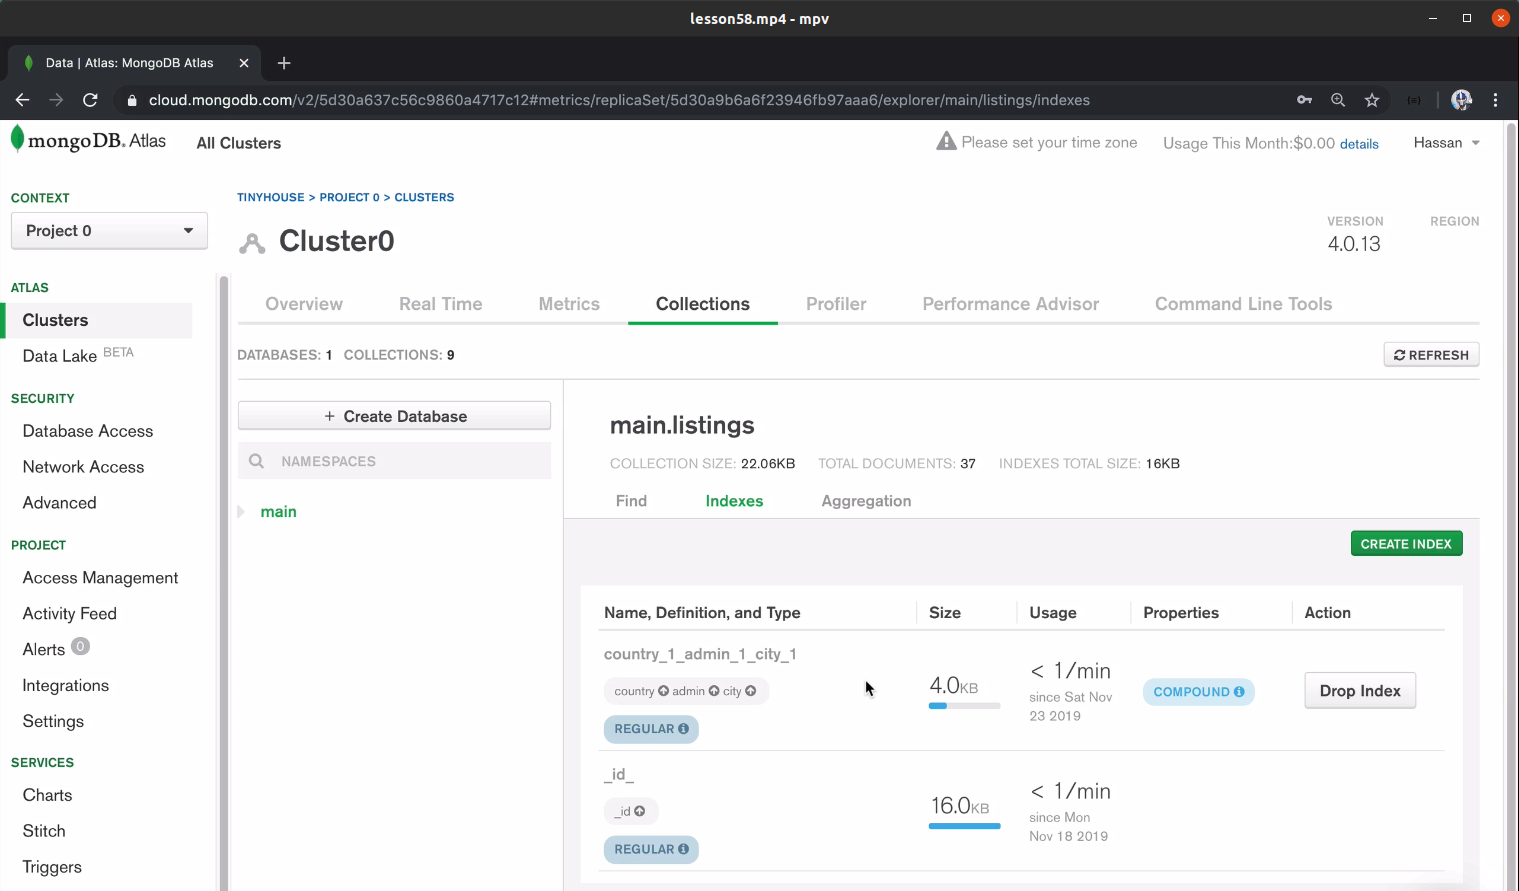 lesson58.mp4 - mpv
Data | Atlas: MongoDB Atlas
cloud.mongodb.com/v2/5d30a637c56c9860a4717c12#metrics/replicaSet/5d30a9b6a6f23946fb97aaa6/explorer/main/listings/indexes
mongoDB. Atlas All Clusters
Please set your time zone Usage This Month:$0.00 details Hassan
CONTEXT
Project 0
ATLAS
Clusters
Data Lake BETA
SECURITY
Database Access
Network Access
Advanced
PROJECT
Access Management
Activity Feed
Alerts 0
Integrations
Settings
SERVICES
Charts
Stitch
Triggers
TINYHOUSE > PROJECT 0 > CLUSTERS
Cluster0
VERSION REGION
4.0.13
Overview Real Time Metrics Collections Profiler Performance Advisor Command Line Tools
DATABASES: 1 COLLECTIONS: 9
REFRESH
+ Create Database
NAMESPACES
main
main.listings
COLLECTION SIZE: 22.06KB TOTAL DOCUMENTS: 37 INDEXES TOTAL SIZE: 16KB
Find Indexes Aggregation
CREATE INDEX
Name, Definition, and Type Size Usage Properties Action
country_1_admin_1_city_1
country admin city
REGULAR
4.0KB
< 1/min
since Sat Nov
23 2019
COMPOUND
Drop Index
_id_
_id
REGULAR
16.0KB
< 1/min
since Mon
Nov 18 2019